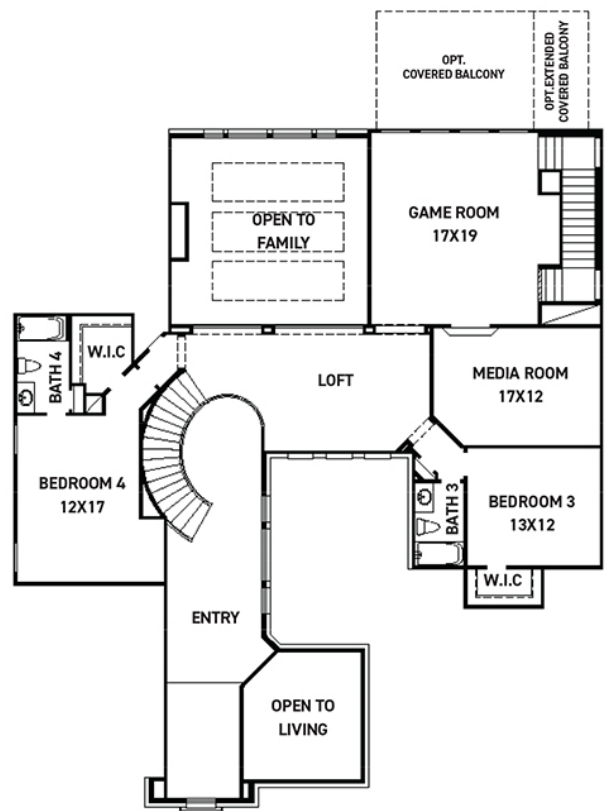 OPT.
COVERED BALCONY
OPT.EXTENDED
COVERED BALCONY
OPEN TO
FAMILY
GAME ROOM
17X19
W.I.C
BATH 4
LOFT
MEDIA ROOM
17X12
BEDROOM 4
12X17
BATH 3
BEDROOM 3
13X12
W.I.C
ENTRY
OPEN TO
LIVING